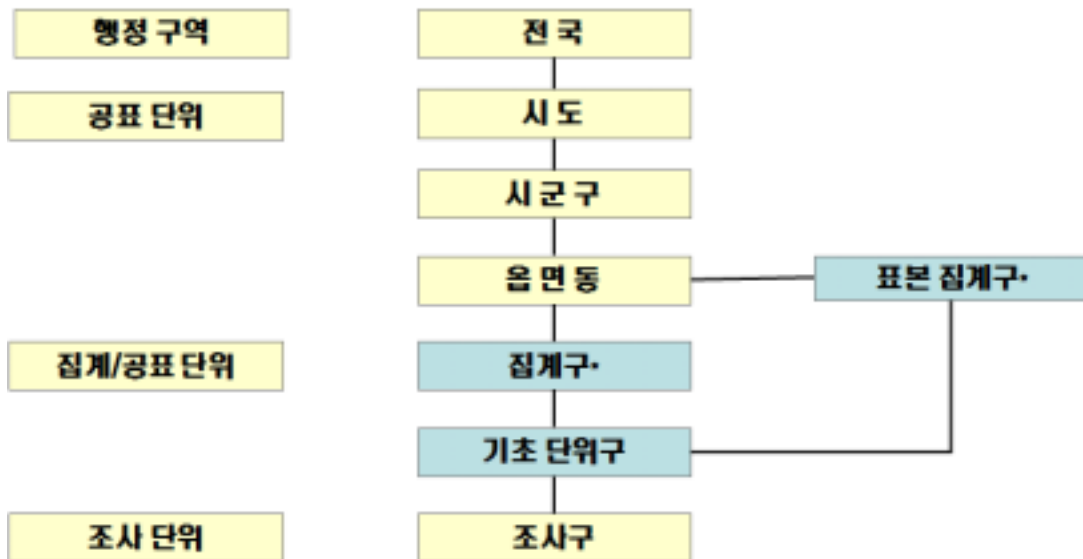 행정 구역
전 국
공표 단위
시 도
시 군 구
읍 면 동
표본 집계구·
집계/공표 단위
집계구·
기초 단위구
조사 단위
조사구